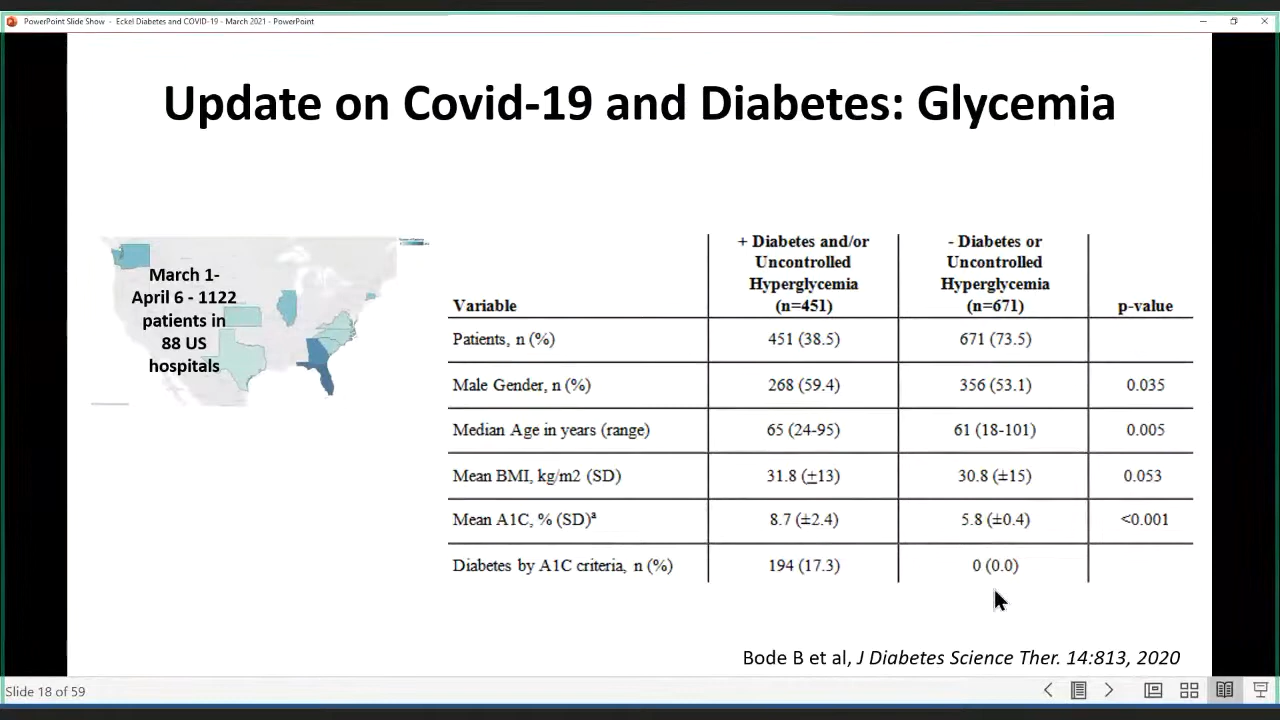 PowerPoint Slide Show - Eckel Diabetes and COVID-19 - March 2021 - PowerPoint
Update on Covid-19 and Diabetes: Glycemia
March 1-
April 6 - 1122
patients in
88 US
hospitals
Variable | + Diabetes and/or Uncontrolled Hyperglycemia (n=451) | - Diabetes or Uncontrolled Hyperglycemia (n=671) | p-value
Patients, n (%) 451 (38.5) 671 (73.5)
Male Gender, n (%) 268 (59.4) 356 (53.1) 0.035
Median Age in years (range) 65 (24-95) 61 (18-101) 0.005
Mean BMI, kg/m2 (SD) 31.8 (±13) 30.8 (±15) 0.053
Mean A1C, % (SD)ª 8.7 (±2.4) 5.8 (±0.4) <0.001
Diabetes by A1C criteria, n (%) 194 (17.3) 0 (0.0)
Bode B et al, J Diabetes Science Ther. 14:813, 2020
Slide 18 of 59